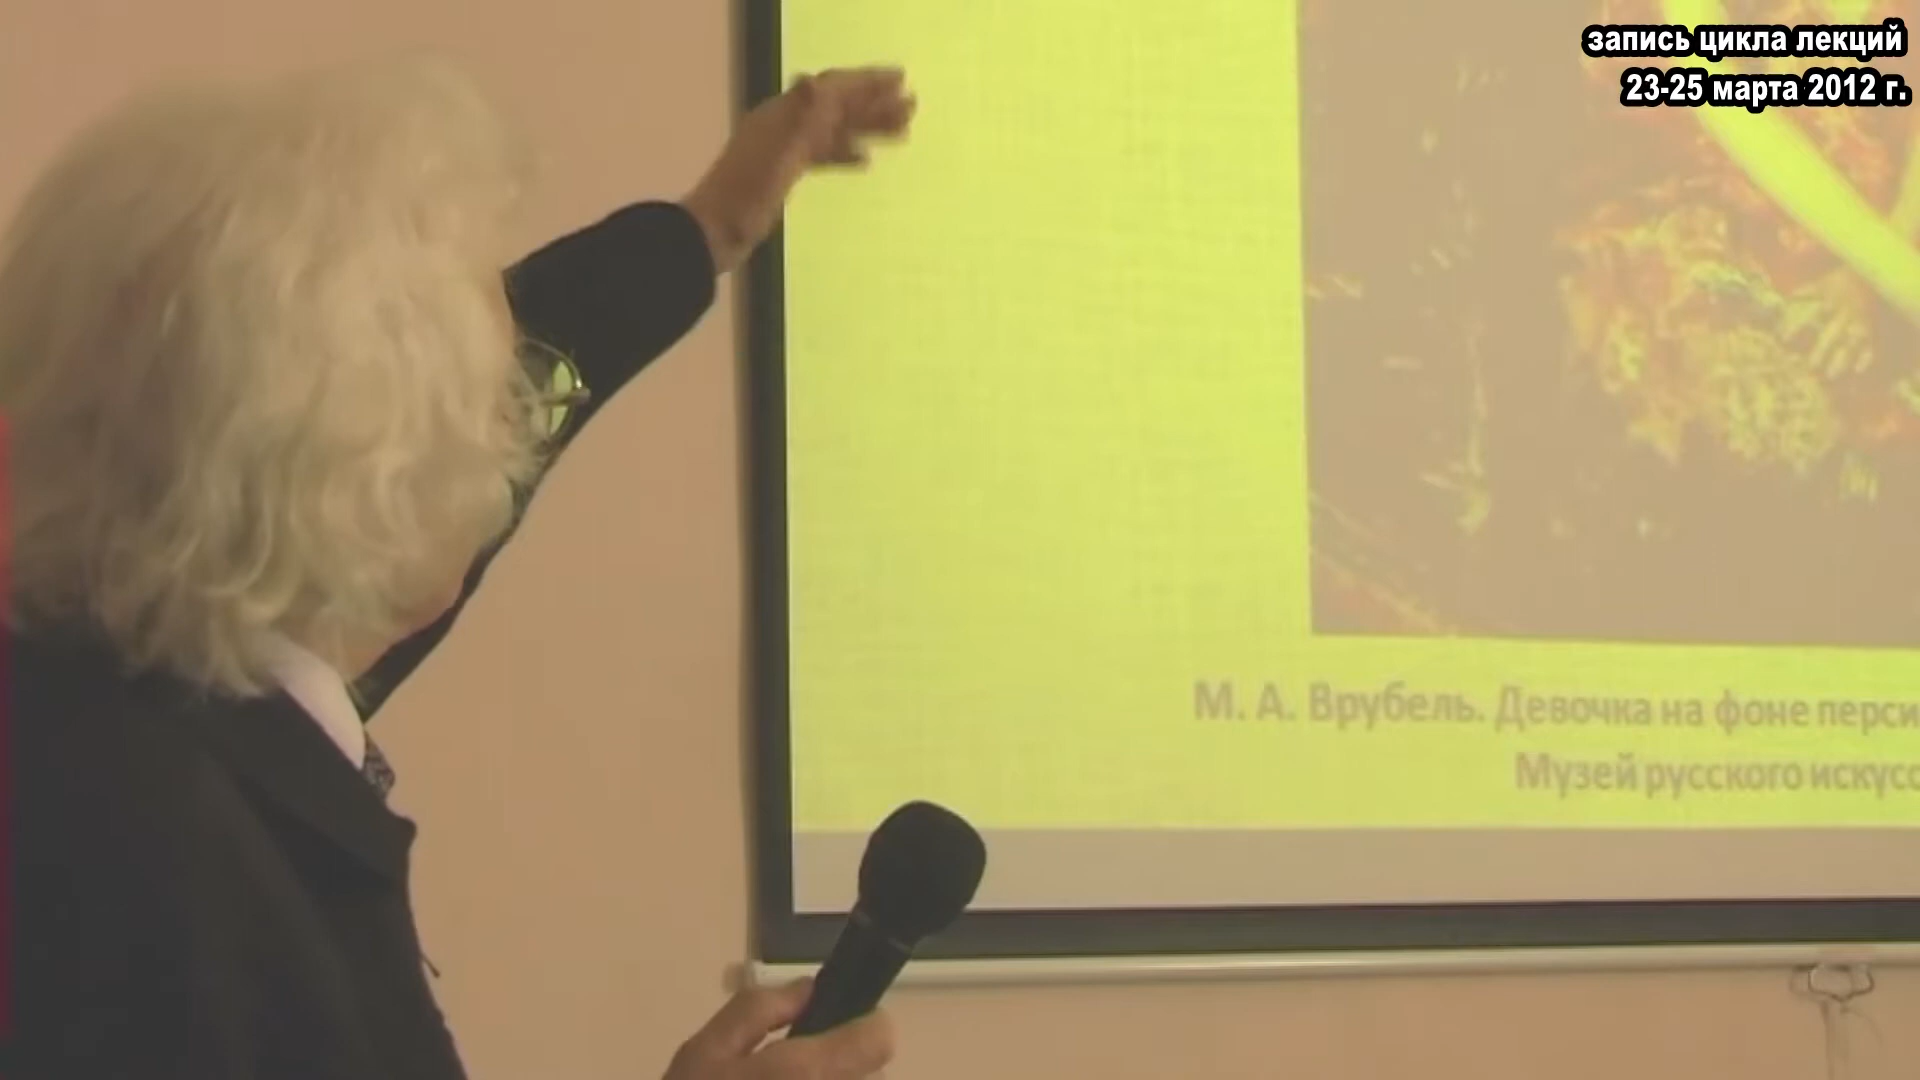 запись цикла лекций
23-25 марта 2012 г.
М. А. Врубель. Девочка на фоне перси
Музей русского искусс